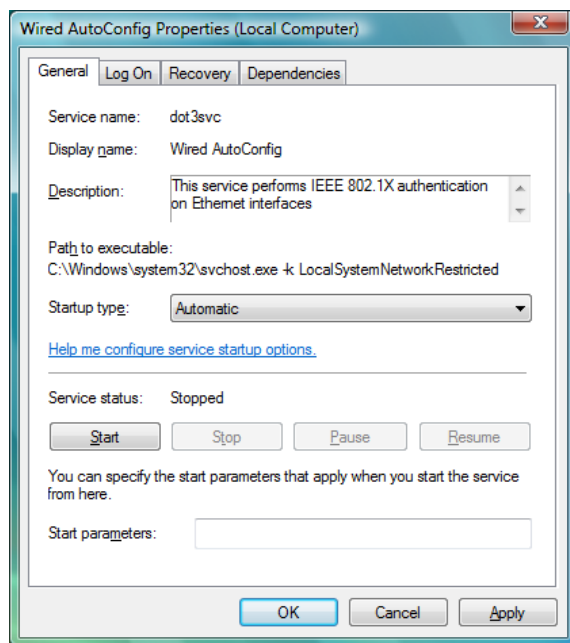 Wired AutoConfig Properties (Local Computer)
General Log On Recovery Dependencies
Service name: dot3svc
Display name: Wired AutoConfig
Description: This service performs IEEE 802.1X authentication
on Ethernet interfaces
Path to executable:
C:\Windows\system32\svchost.exe -k LocalSystemNetworkRestricted
Startup type: Automatic
Help me configure service startup options.
Service status: Stopped
Start Stop Pause Resume
You can specify the start parameters that apply when you start the service
from here.
Start parameters:
OK Cancel Apply